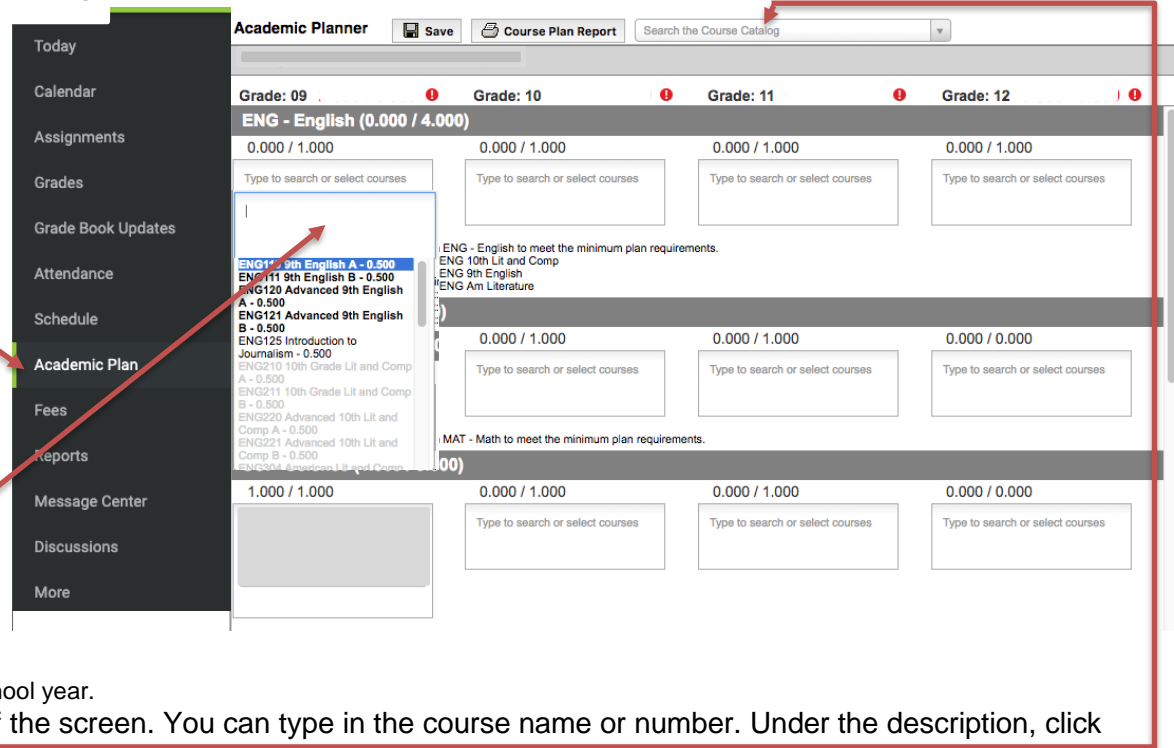 Today
Calendar
Assignments
Grades
Grade Book Updates
Attendance
Schedule
Academic Plan
Fees
Reports
Message Center
Discussions
More
Academic Planner Save Course Plan Report Search the Course Catalog
Grade: 09 Grade: 10 Grade: 11 Grade: 12
ENG - English (0.000 / 4.000)
0.000 / 1.000 0.000 / 1.000 0.000 / 1.000 0.000 / 1.000
Type to search or select courses Type to search or select courses Type to search or select courses Type to search or select courses
ENG - English to meet the minimum plan requirements.
ENG 10th Lit and Comp
ENG 9th English
ENG Am Literature
9th English A - 0.500
ENG111 9th English B - 0.500
ENG120 Advanced 9th English
A - 0.500
ENG121 Advanced 9th English
B - 0.500
ENG125 Introduction to
Journalism - 0.500
ENG210 10th Grade Lit and Comp
A - 0.500
ENG211 10th Grade Lit and Comp
B - 0.500
ENG220 Advanced 10th Lit and
Comp A - 0.500
ENG221 Advanced 10th Lit and
Comp B - 0.500
ENG304 American Lit and Comp
)
0.000 / 1.000 0.000 / 1.000 0.000 / 0.000
Type to search or select courses Type to search or select courses Type to search or select courses
MAT - Math to meet the minimum plan requirements.
00)
1.000 / 1.000 0.000 / 1.000 0.000 / 1.000 0.000 / 0.000
Type to search or select courses Type to search or select courses Type to search or select courses
hool year.
f the screen. You can type in the course name or number. Under the description, click